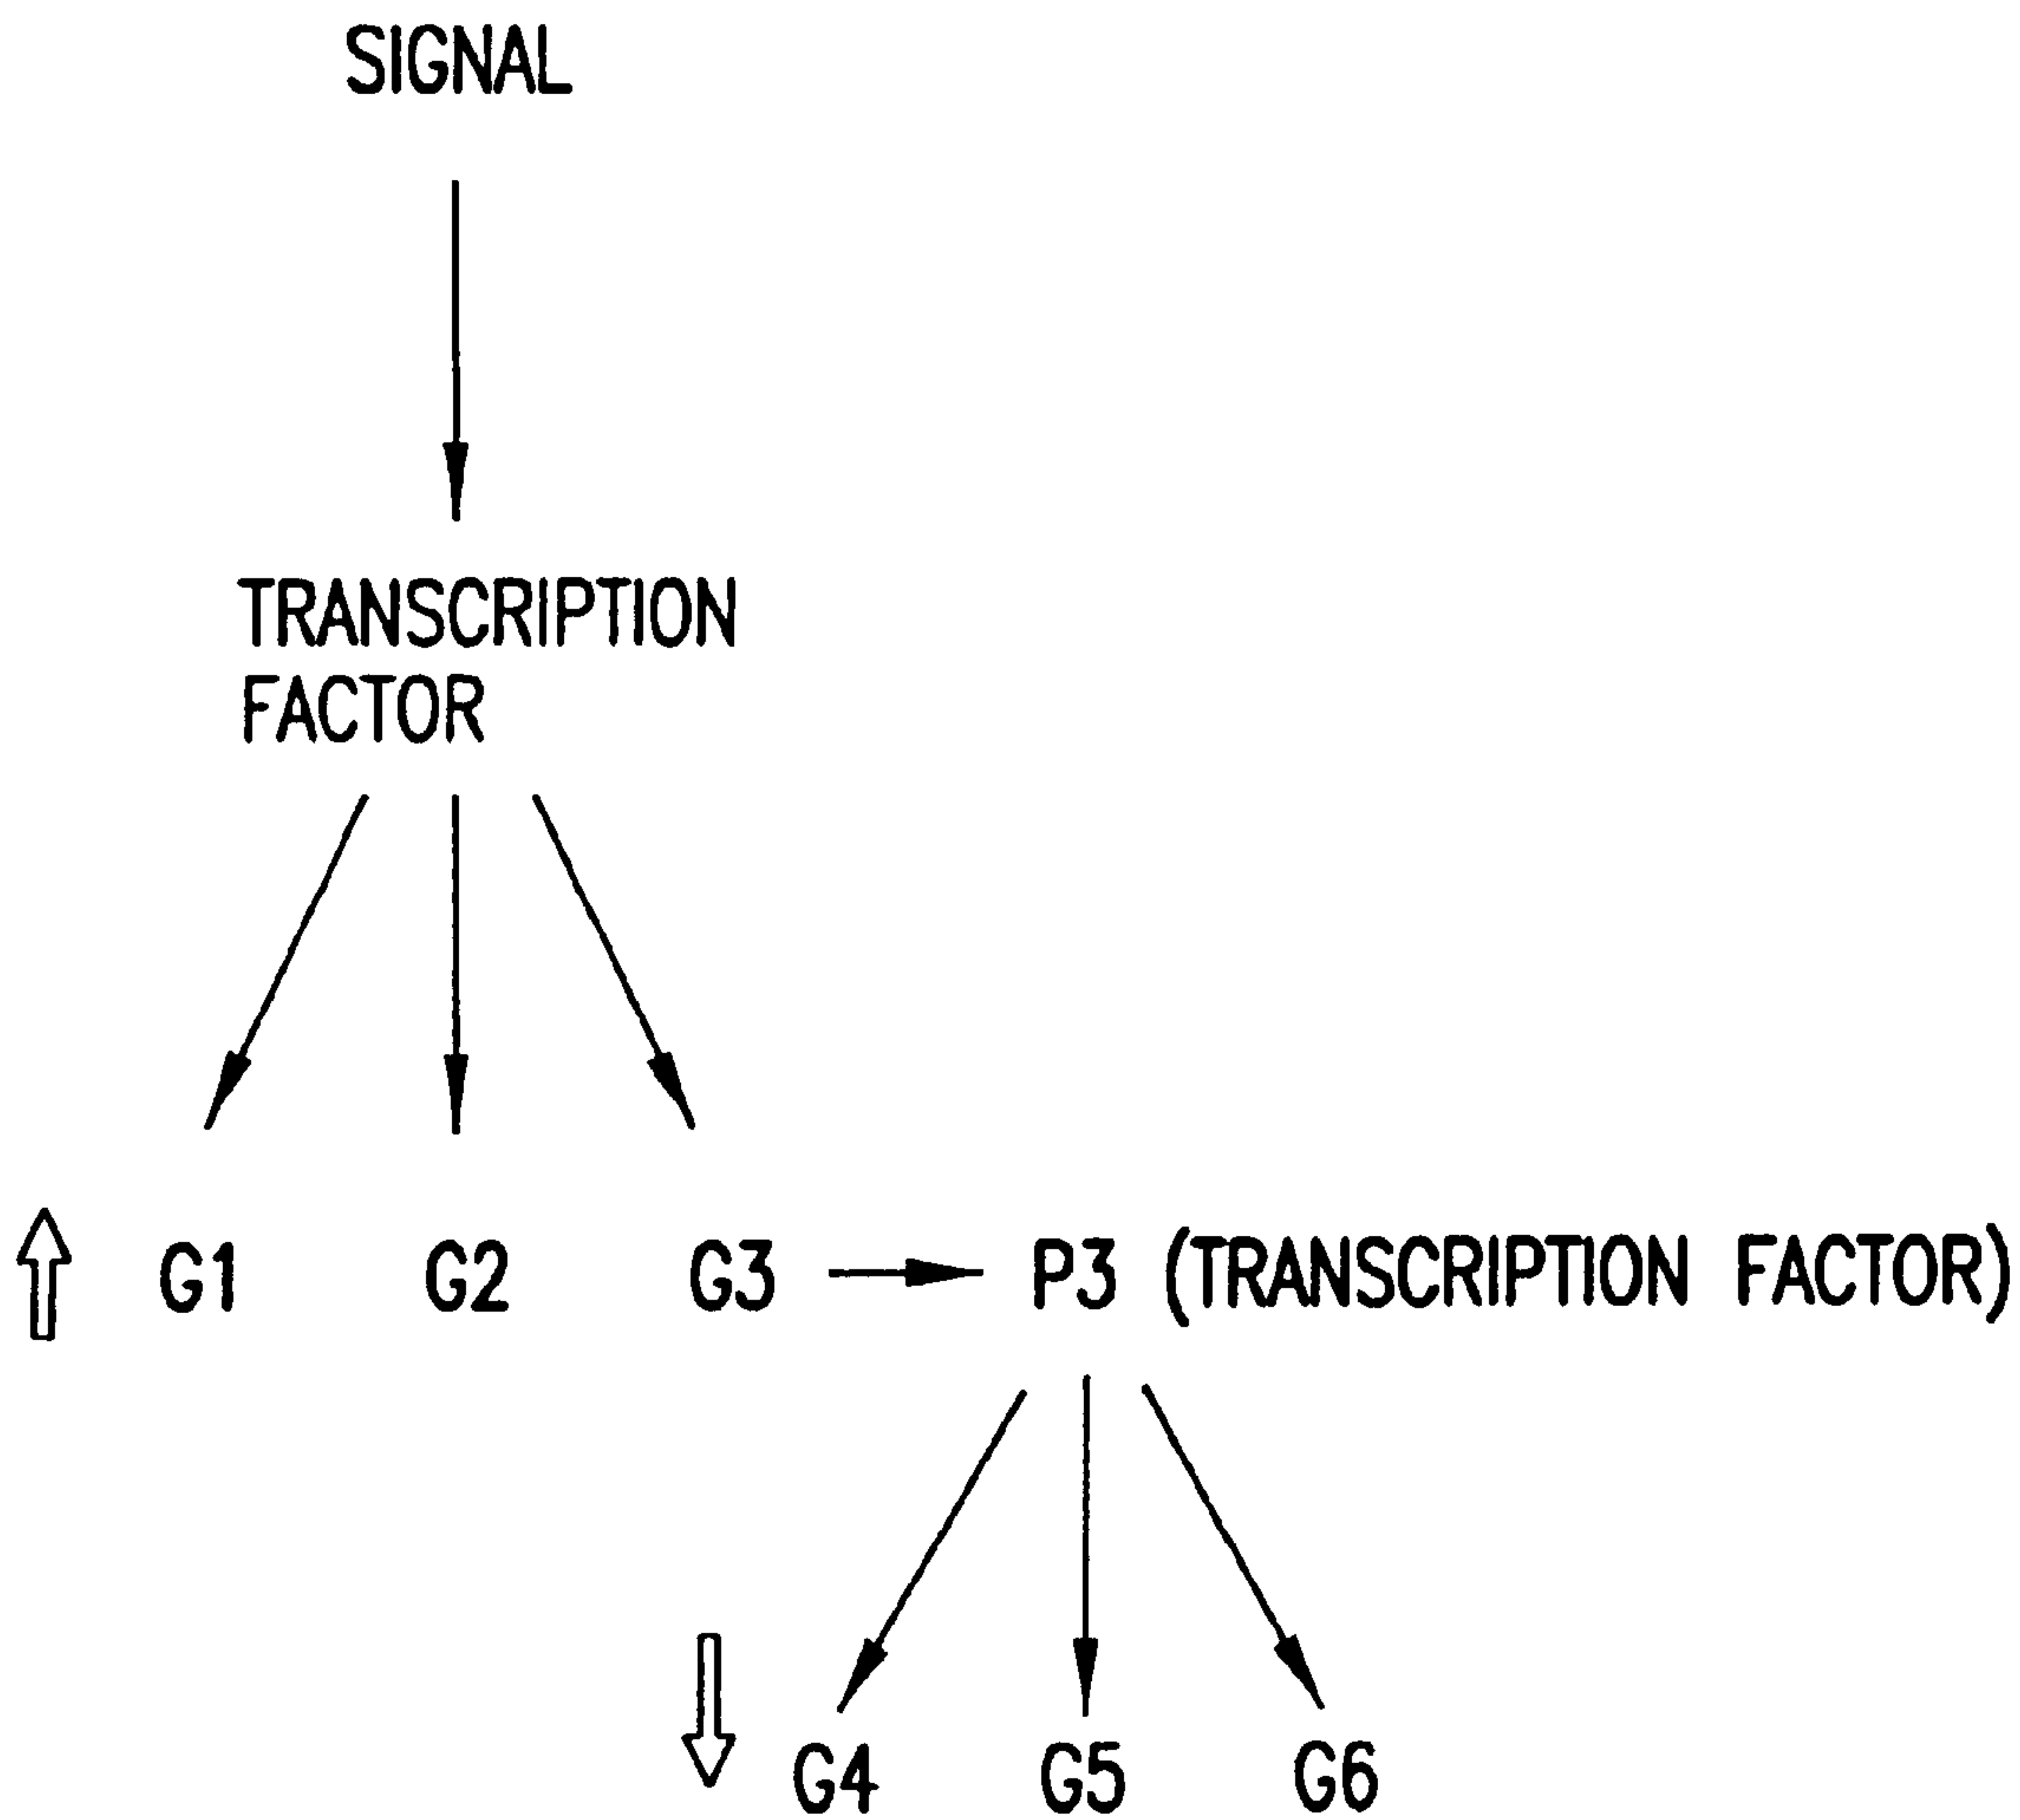 SIGNAL
TRANSCRIPTION
FACTOR
G1 G2 G3 P3 (TRANSCRIPTION FACTOR)
G4 G5 G6